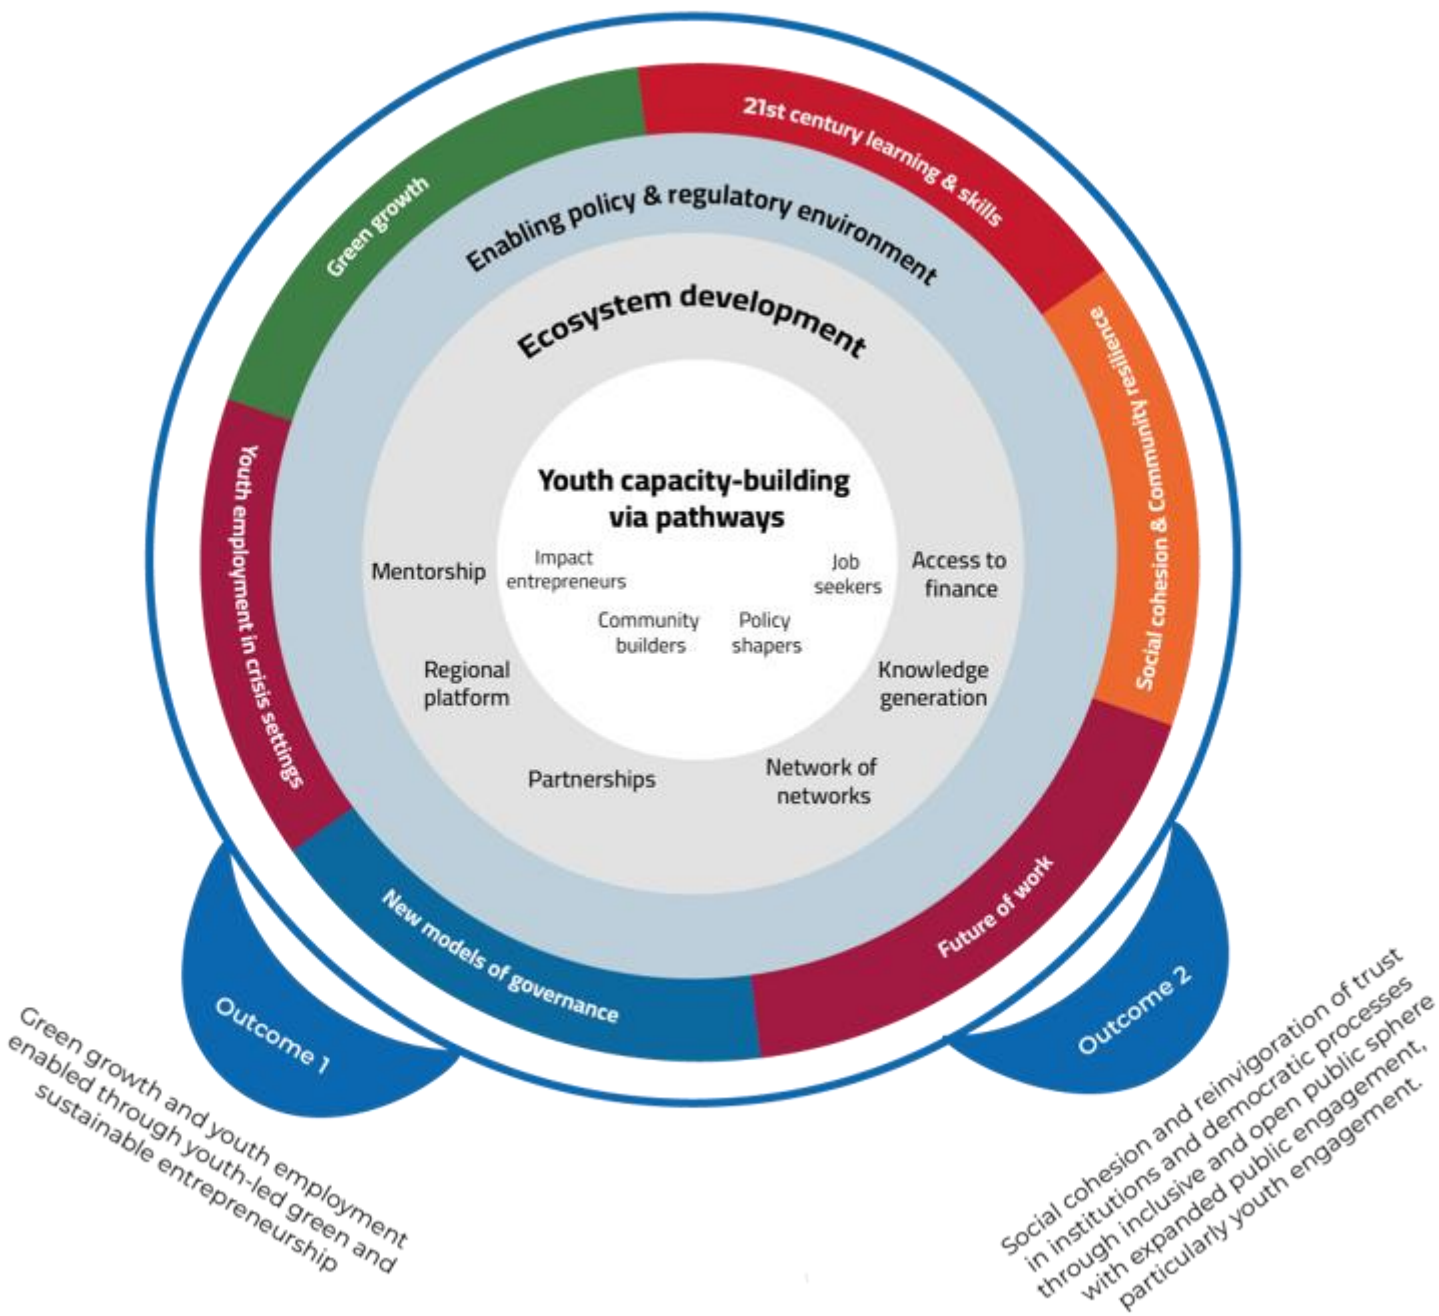 21st century learning & skills
Green growth
Enabling policy & regulatory environment
Ecosystem development
Social cohesion & Community resilience
Youth employment in crisis settings
Youth capacity-building
via pathways
Impact
entrepreneurs
Job
seekers
Community
builders
Policy
shapers
Mentorship
Access to
finance
Regional
platform
Knowledge
generation
Partnerships
Network of
networks
New models of governance
Future of work
Outcome 1
Green growth and youth employment
enabled through youth-led green and
sustainable entrepreneurship
Outcome 2
Social cohesion and reinvigoration of trust
in institutions and democratic processes
through inclusive and open public sphere
with expanded public engagement,
particularly youth engagement.